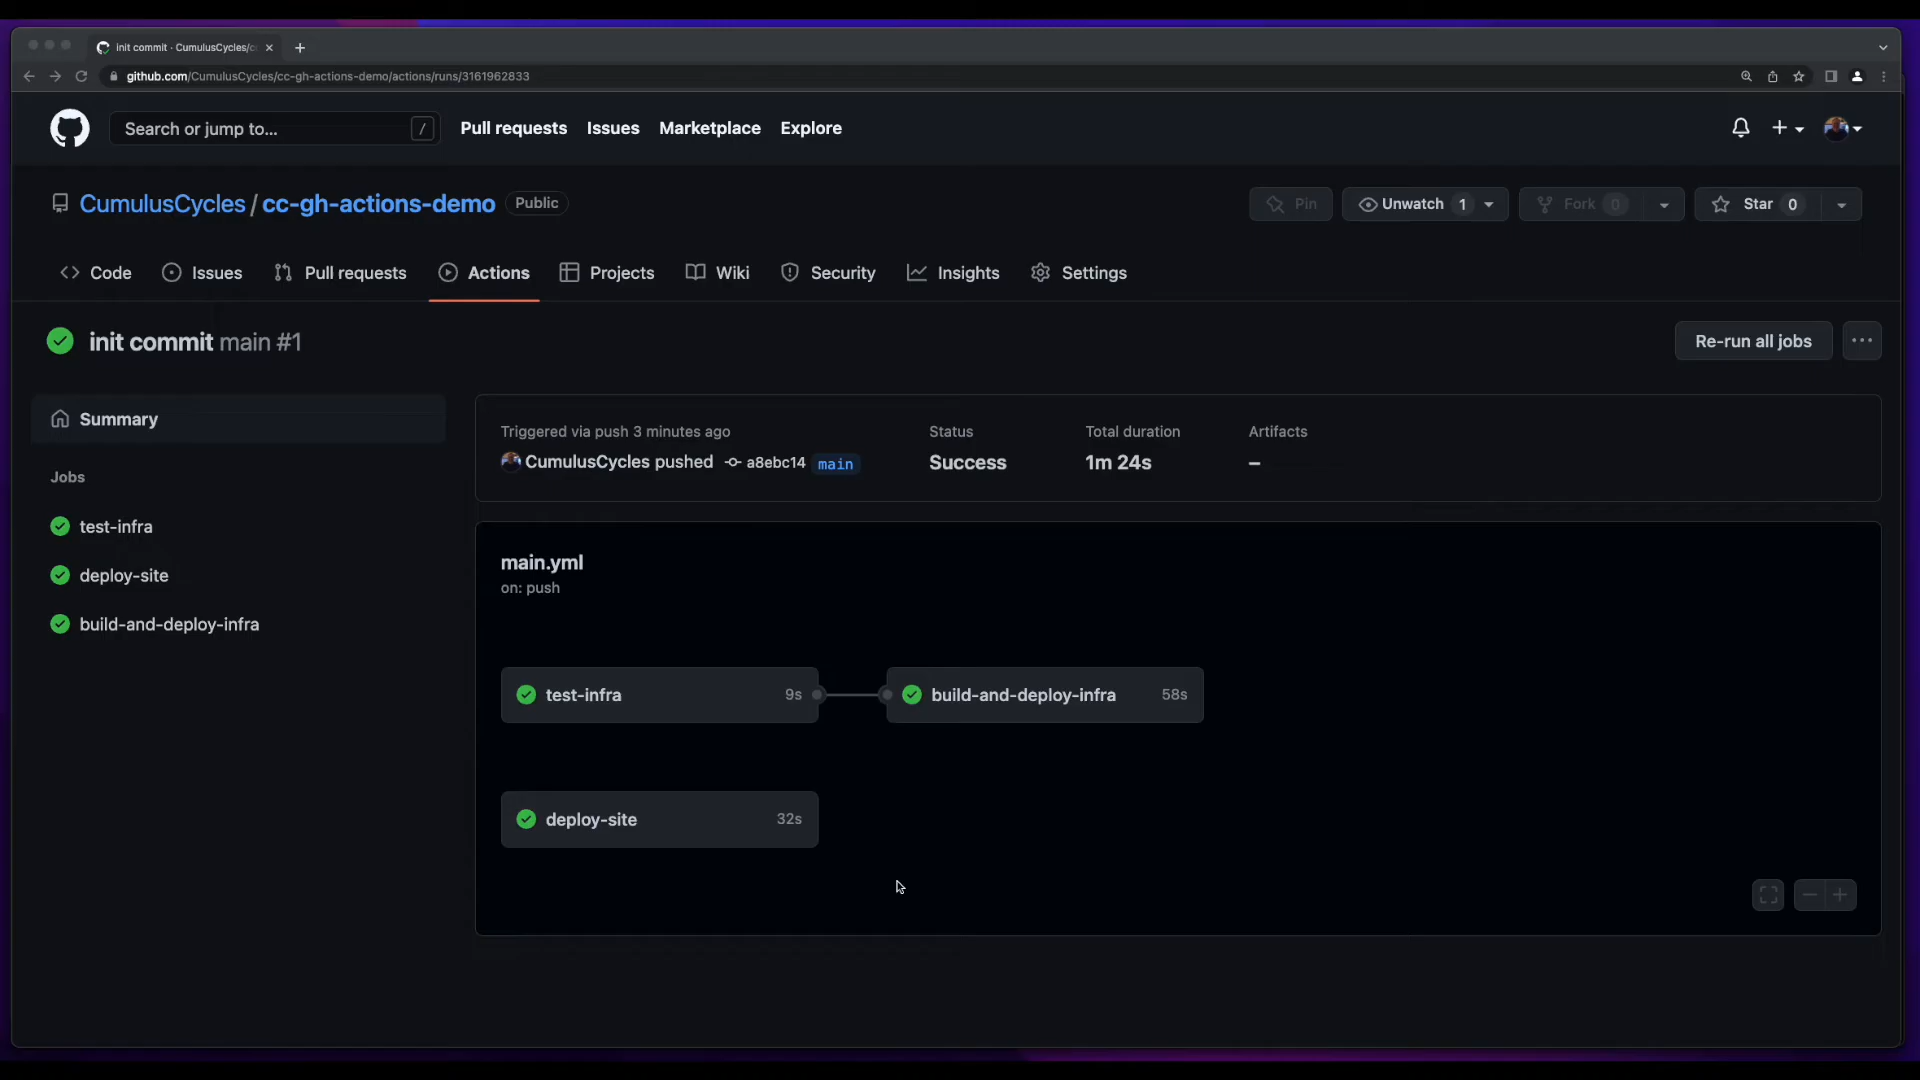 init commit · CumulusCycles/c
github.com/CumulusCycles/cc-gh-actions-demo/actions/runs/3161962833
Search or jump to... / Pull requests Issues Marketplace Explore
CumulusCycles / cc-gh-actions-demo Public Pin Unwatch 1 Fork 0 Star 0
Code Issues Pull requests Actions Projects Wiki Security Insights Settings
init commit main #1 Re-run all jobs
Summary
Jobs
test-infra
deploy-site
build-and-deploy-infra
Triggered via push 3 minutes ago Status Total duration Artifacts
CumulusCycles pushed a8ebc14 main Success 1m 24s –
main.yml
on: push
test-infra 9s build-and-deploy-infra 58s
deploy-site 32s